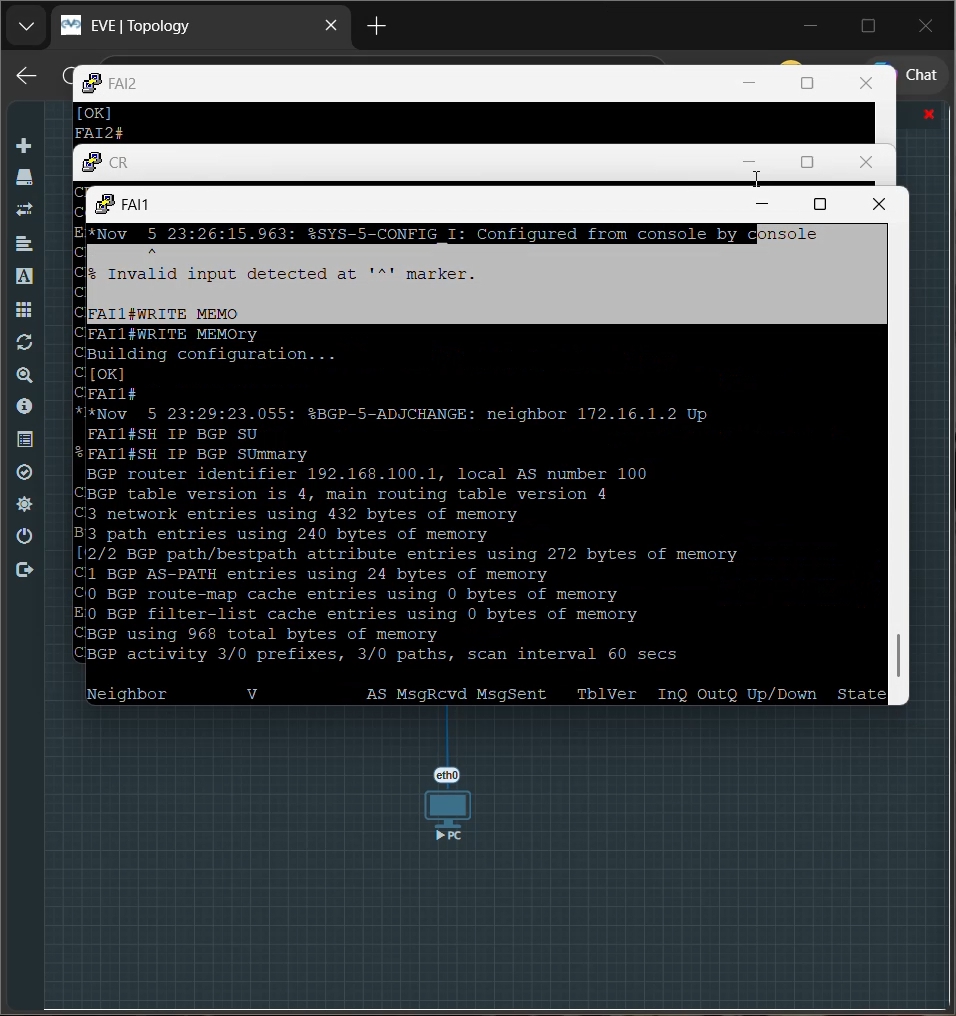 EVE | Topology
Chat
FAI2
[OK]
FAI2#
CR
FAI1
*Nov  5 23:26:15.963: %SYS-5-CONFIG_I: Configured from console by console
^
% Invalid input detected at '^' marker.
FAI1#WRITE MEMO
FAI1#WRITE MEMOry
Building configuration...
[OK]
FAI1#
*Nov  5 23:29:23.055: %BGP-5-ADJCHANGE: neighbor 172.16.1.2 Up
FAI1#SH IP BGP SU
FAI1#SH IP BGP SUmmary
BGP router identifier 192.168.100.1, local AS number 100
BGP table version is 4, main routing table version 4
3 network entries using 432 bytes of memory
3 path entries using 240 bytes of memory
2/2 BGP path/bestpath attribute entries using 272 bytes of memory
1 BGP AS-PATH entries using 24 bytes of memory
0 BGP route-map cache entries using 0 bytes of memory
0 BGP filter-list cache entries using 0 bytes of memory
BGP using 968 total bytes of memory
BGP activity 3/0 prefixes, 3/0 paths, scan interval 60 secs
Neighbor        V           AS MsgRcvd MsgSent   TblVer  InQ OutQ Up/Down  State
eth0
PC